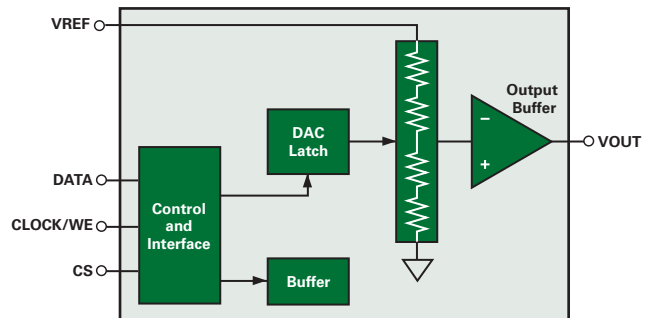 VREF
Output
Buffer
DAC
Latch
−
+
VOUT
DATA
CLOCK/WE
CS
Control
and
Interface
Buffer